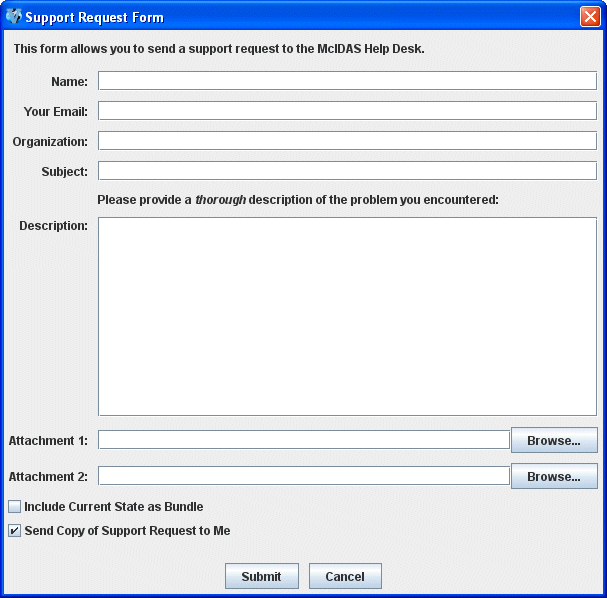 Support Request Form
This form allows you to send a support request to the McIDAS Help Desk.
Name:
Your Email:
Organization:
Subject:
Please provide a thorough description of the problem you encountered:
Description:
Attachment 1: Browse...
Attachment 2: Browse...
Include Current State as Bundle
Send Copy of Support Request to Me
Submit Cancel